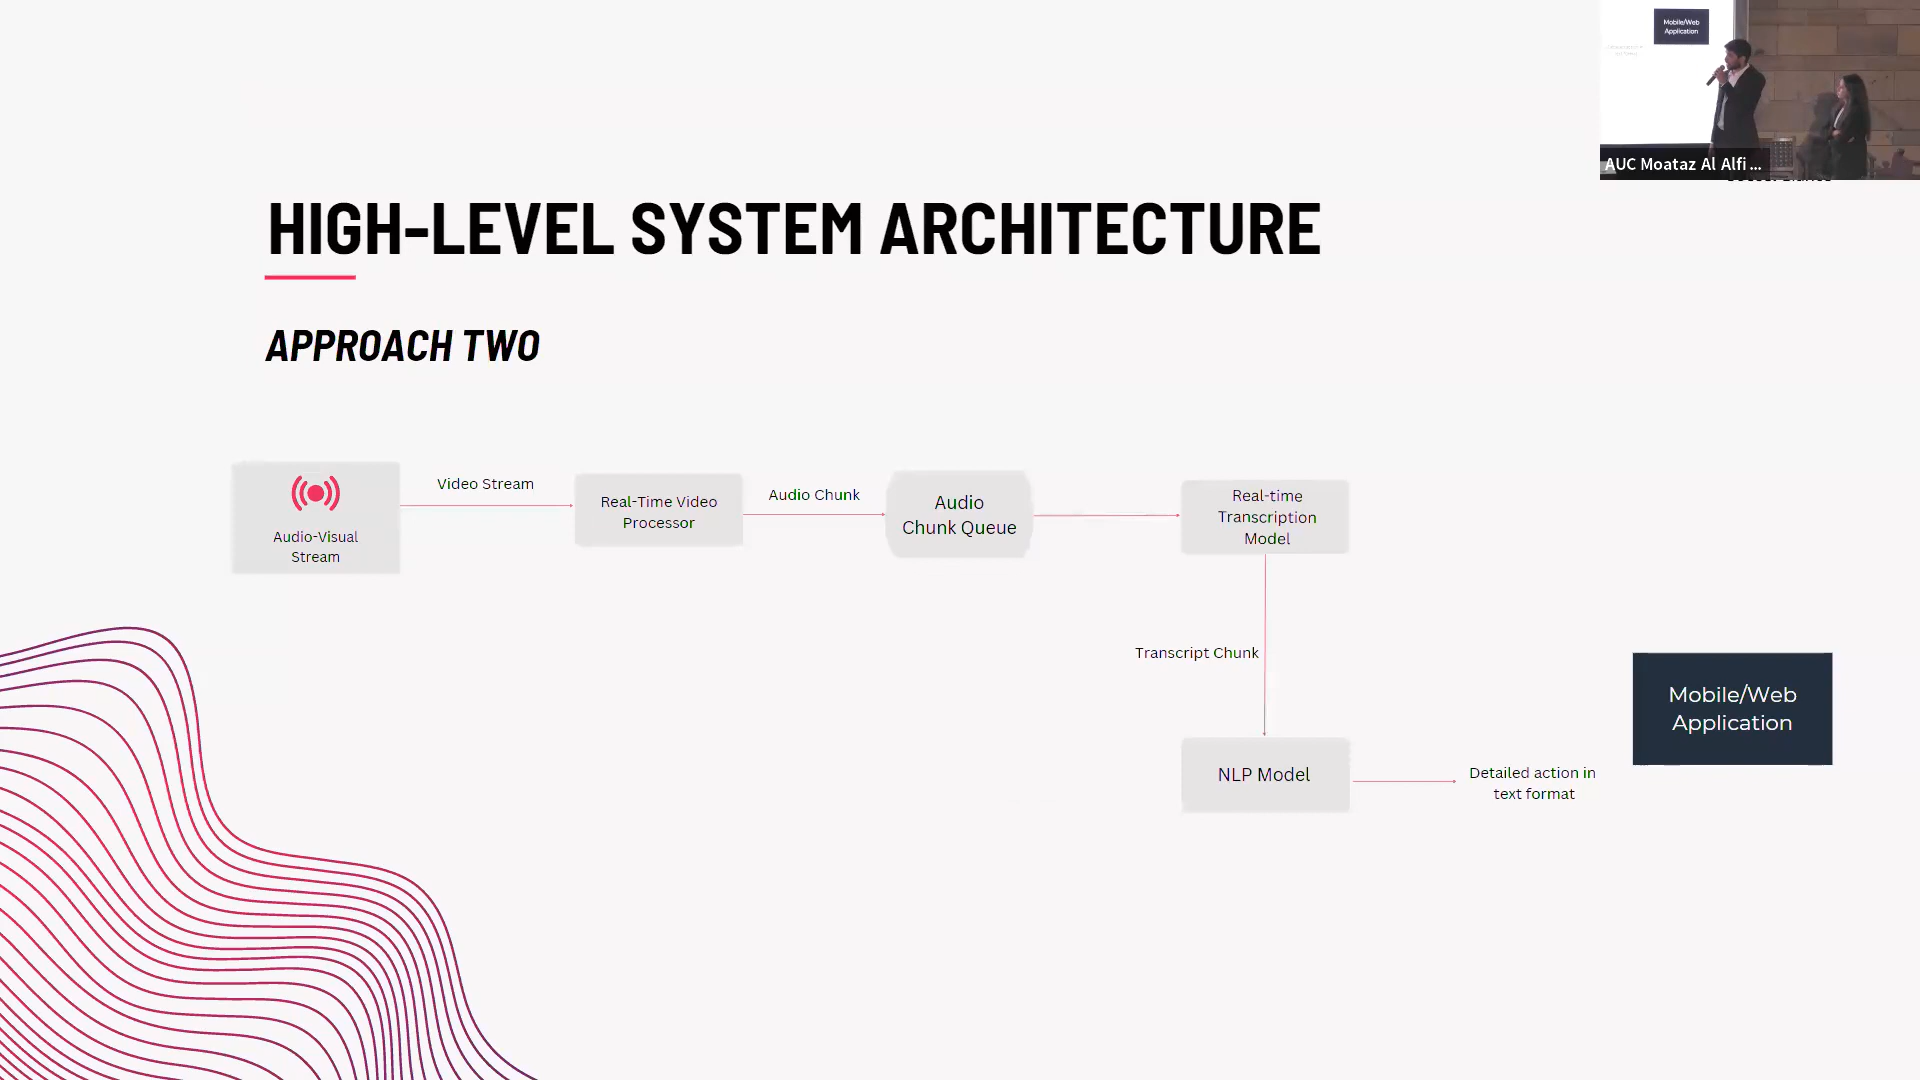 Mobile/Web
Application
AUC Moataz Al Alfi ...
HIGH-LEVEL SYSTEM ARCHITECTURE
APPROACH TWO
Audio-Visual
Stream
Video Stream
Real-Time Video
Processor
Audio Chunk
Audio
Chunk Queue
Real-time
Transcription
Model
Transcript Chunk
NLP Model
Detailed action in
text format
Mobile/Web
Application